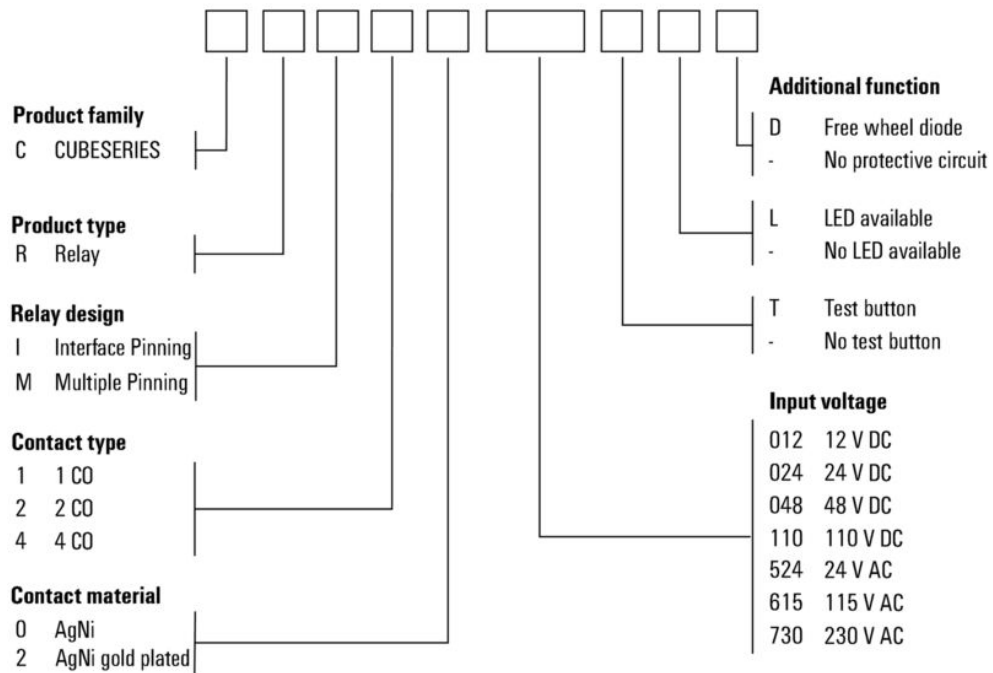 Product family
C CUBESERIES
Product type
R Relay
Relay design
I Interface Pinning
M Multiple Pinning
Contact type
1 1 CO
2 2 CO
4 4 CO
Contact material
0 AgNi
2 AgNi gold plated
Additional function
D Free wheel diode
- No protective circuit
L LED available
- No LED available
T Test button
- No test button
Input voltage
012 12 V DC
024 24 V DC
048 48 V DC
110 110 V DC
524 24 V AC
615 115 V AC
730 230 V AC